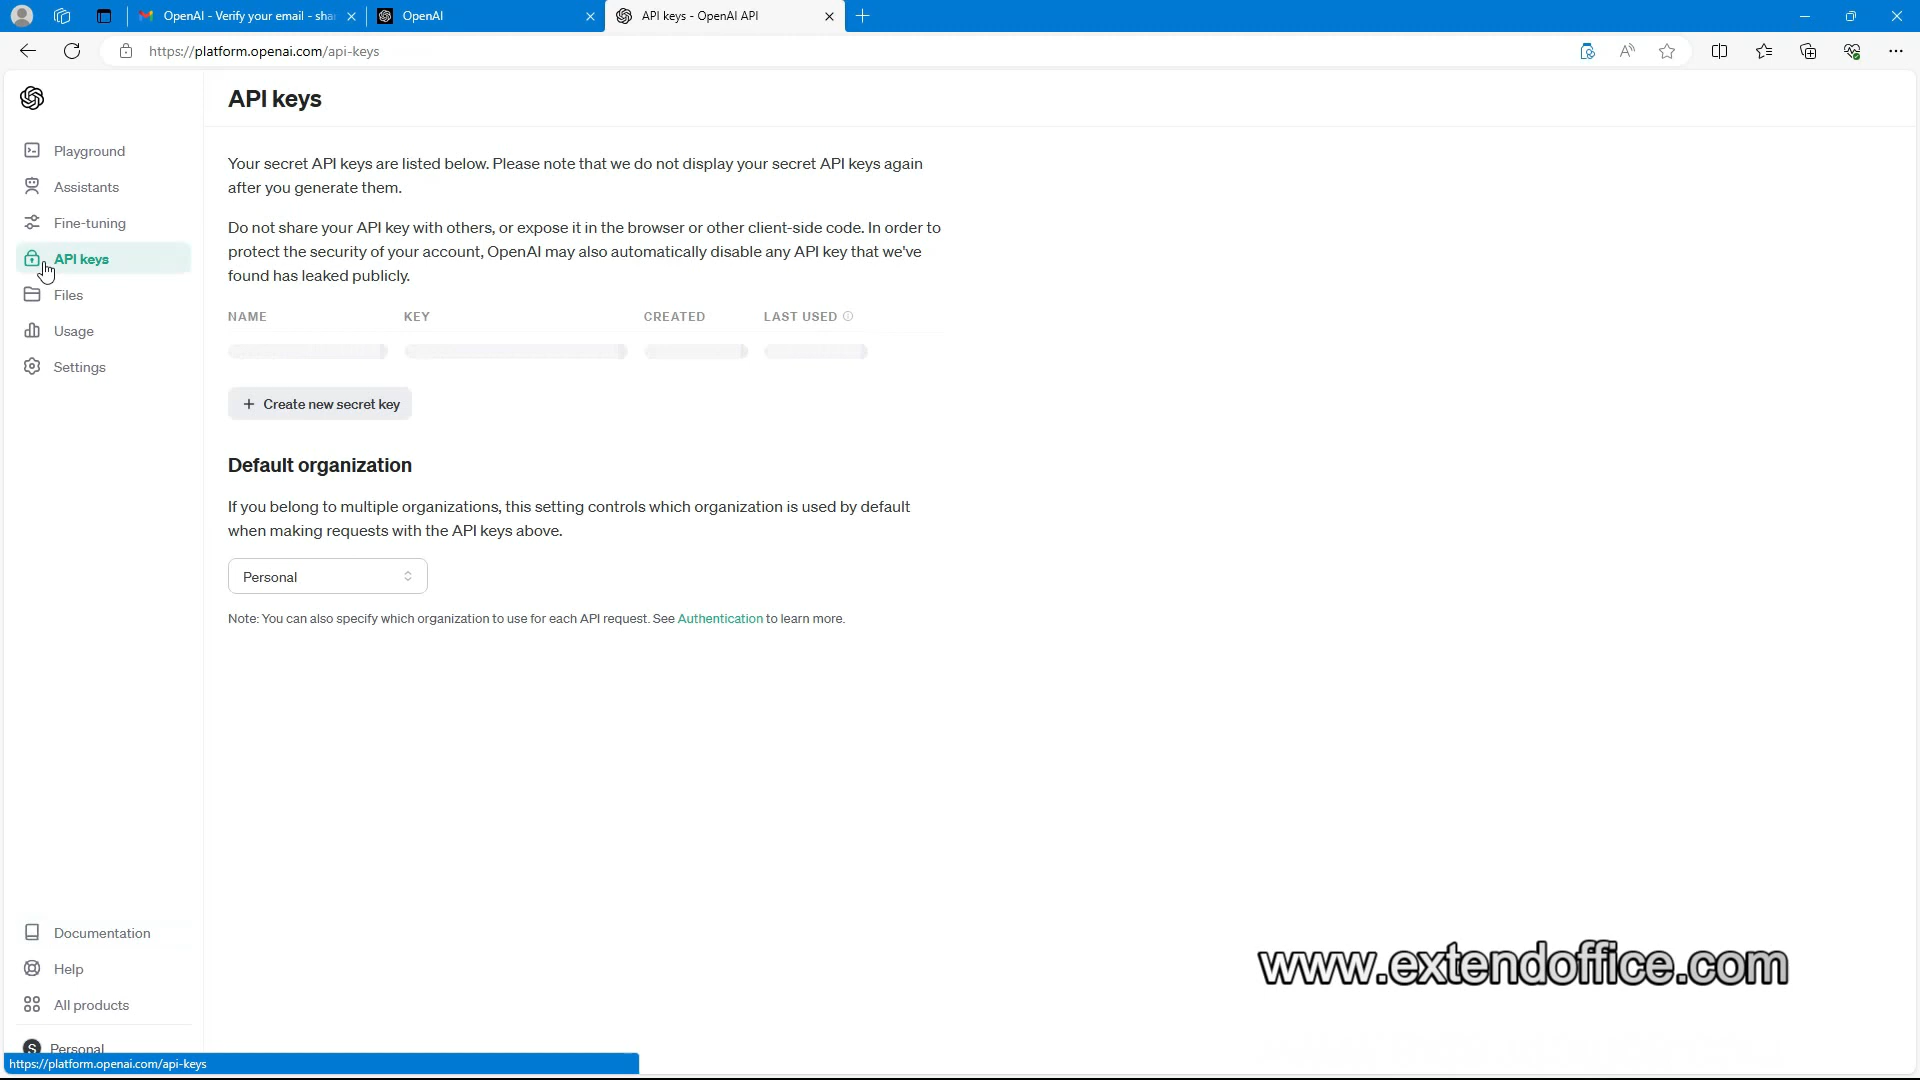 OpenAI - Verify your email - sha
OpenAI
API keys - OpenAI API
https://platform.openai.com/api-keys
API keys
Playground
Assistants
Fine-tuning
API keys
Files
Usage
Settings
Your secret API keys are listed below. Please note that we do not display your secret API keys again
after you generate them.
Do not share your API key with others, or expose it in the browser or other client-side code. In order to
protect the security of your account, OpenAI may also automatically disable any API key that we've
found has leaked publicly.
NAME KEY CREATED LAST USED
+ Create new secret key
Default organization
If you belong to multiple organizations, this setting controls which organization is used by default
when making requests with the API keys above.
Personal
Note: You can also specify which organization to use for each API request. See Authentication to learn more.
Documentation
Help
All products
S Personal
https://platform.openai.com/api-keys
www.extendoffice.com